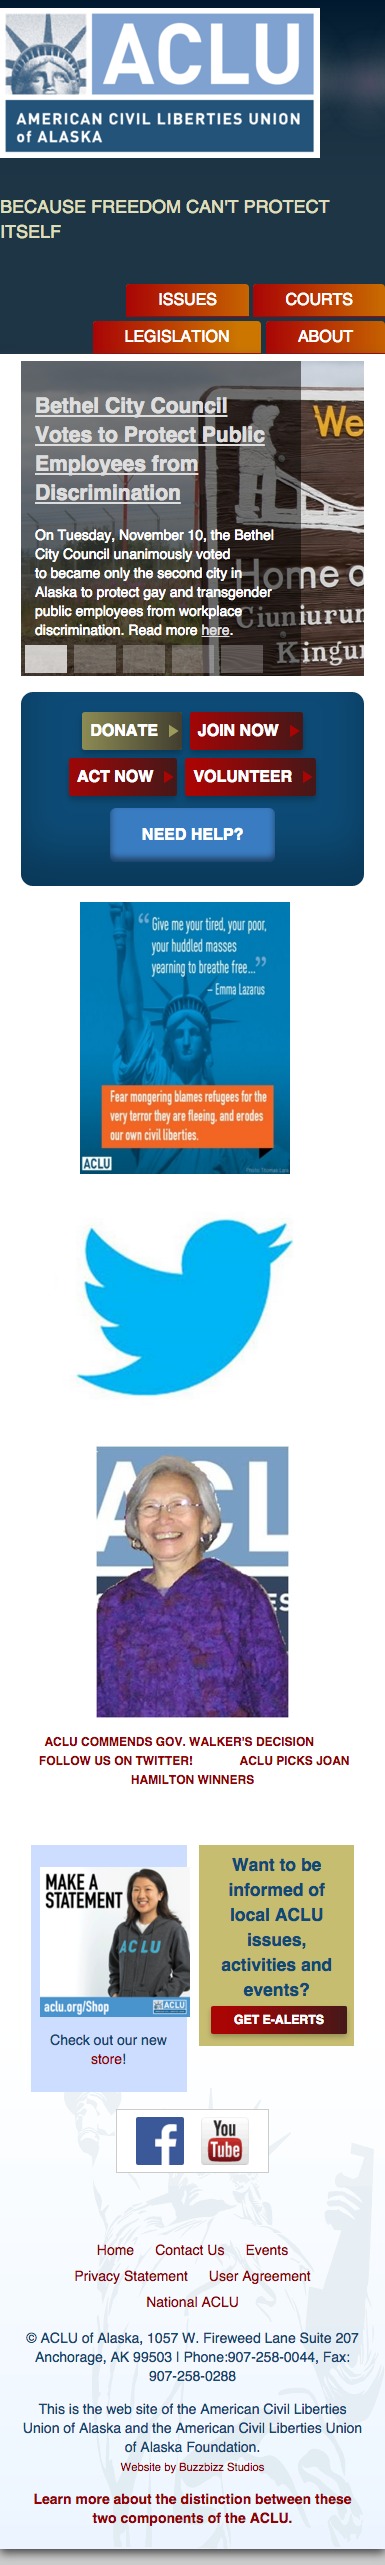 ACLU
AMERICAN CIVIL LIBERTIES UNION
of ALASKA
BECAUSE FREEDOM CAN'T PROTECT
ITSELF
ISSUES
COURTS
LEGISLATION
ABOUT
Bethel City Council
Votes to Protect Public
Employees from
Discrimination
On Tuesday, November 10, the Bethel
City Council unanimously voted
to became only the second city in
Alaska to protect gay and transgender
public employees from workplace
discrimination. Read more here.
We
Home o
DONATE
JOIN NOW
ACT NOW
VOLUNTEER
NEED HELP?
“Give me your tired, your poor,
your huddled masses
yearning to breathe free...”
– Emma Lazarus
Fear mongering blames refugees for the
very terror they are fleeing, and erodes
our own civil liberties.
ACLU
ACL
ES
ACLU COMMENDS GOV. WALKER'S DECISION
FOLLOW US ON TWITTER! ACLU PICKS JOAN
HAMILTON WINNERS
MAKE A
STATEMENT
ACLU
aclu.org/Shop
ACLU
Check out our new
store!
Want to be
informed of
local ACLU
issues,
activities and
events?
GET E-ALERTS
f
You
Tube
Home Contact Us Events
Privacy Statement User Agreement
National ACLU
© ACLU of Alaska, 1057 W. Fireweed Lane Suite 207
Anchorage, AK 99503 | Phone:907-258-0044, Fax:
907-258-0288
This is the web site of the American Civil Liberties
Union of Alaska and the American Civil Liberties Union
of Alaska Foundation.
Website by Buzzbizz Studios
Learn more about the distinction between these
two components of the ACLU.